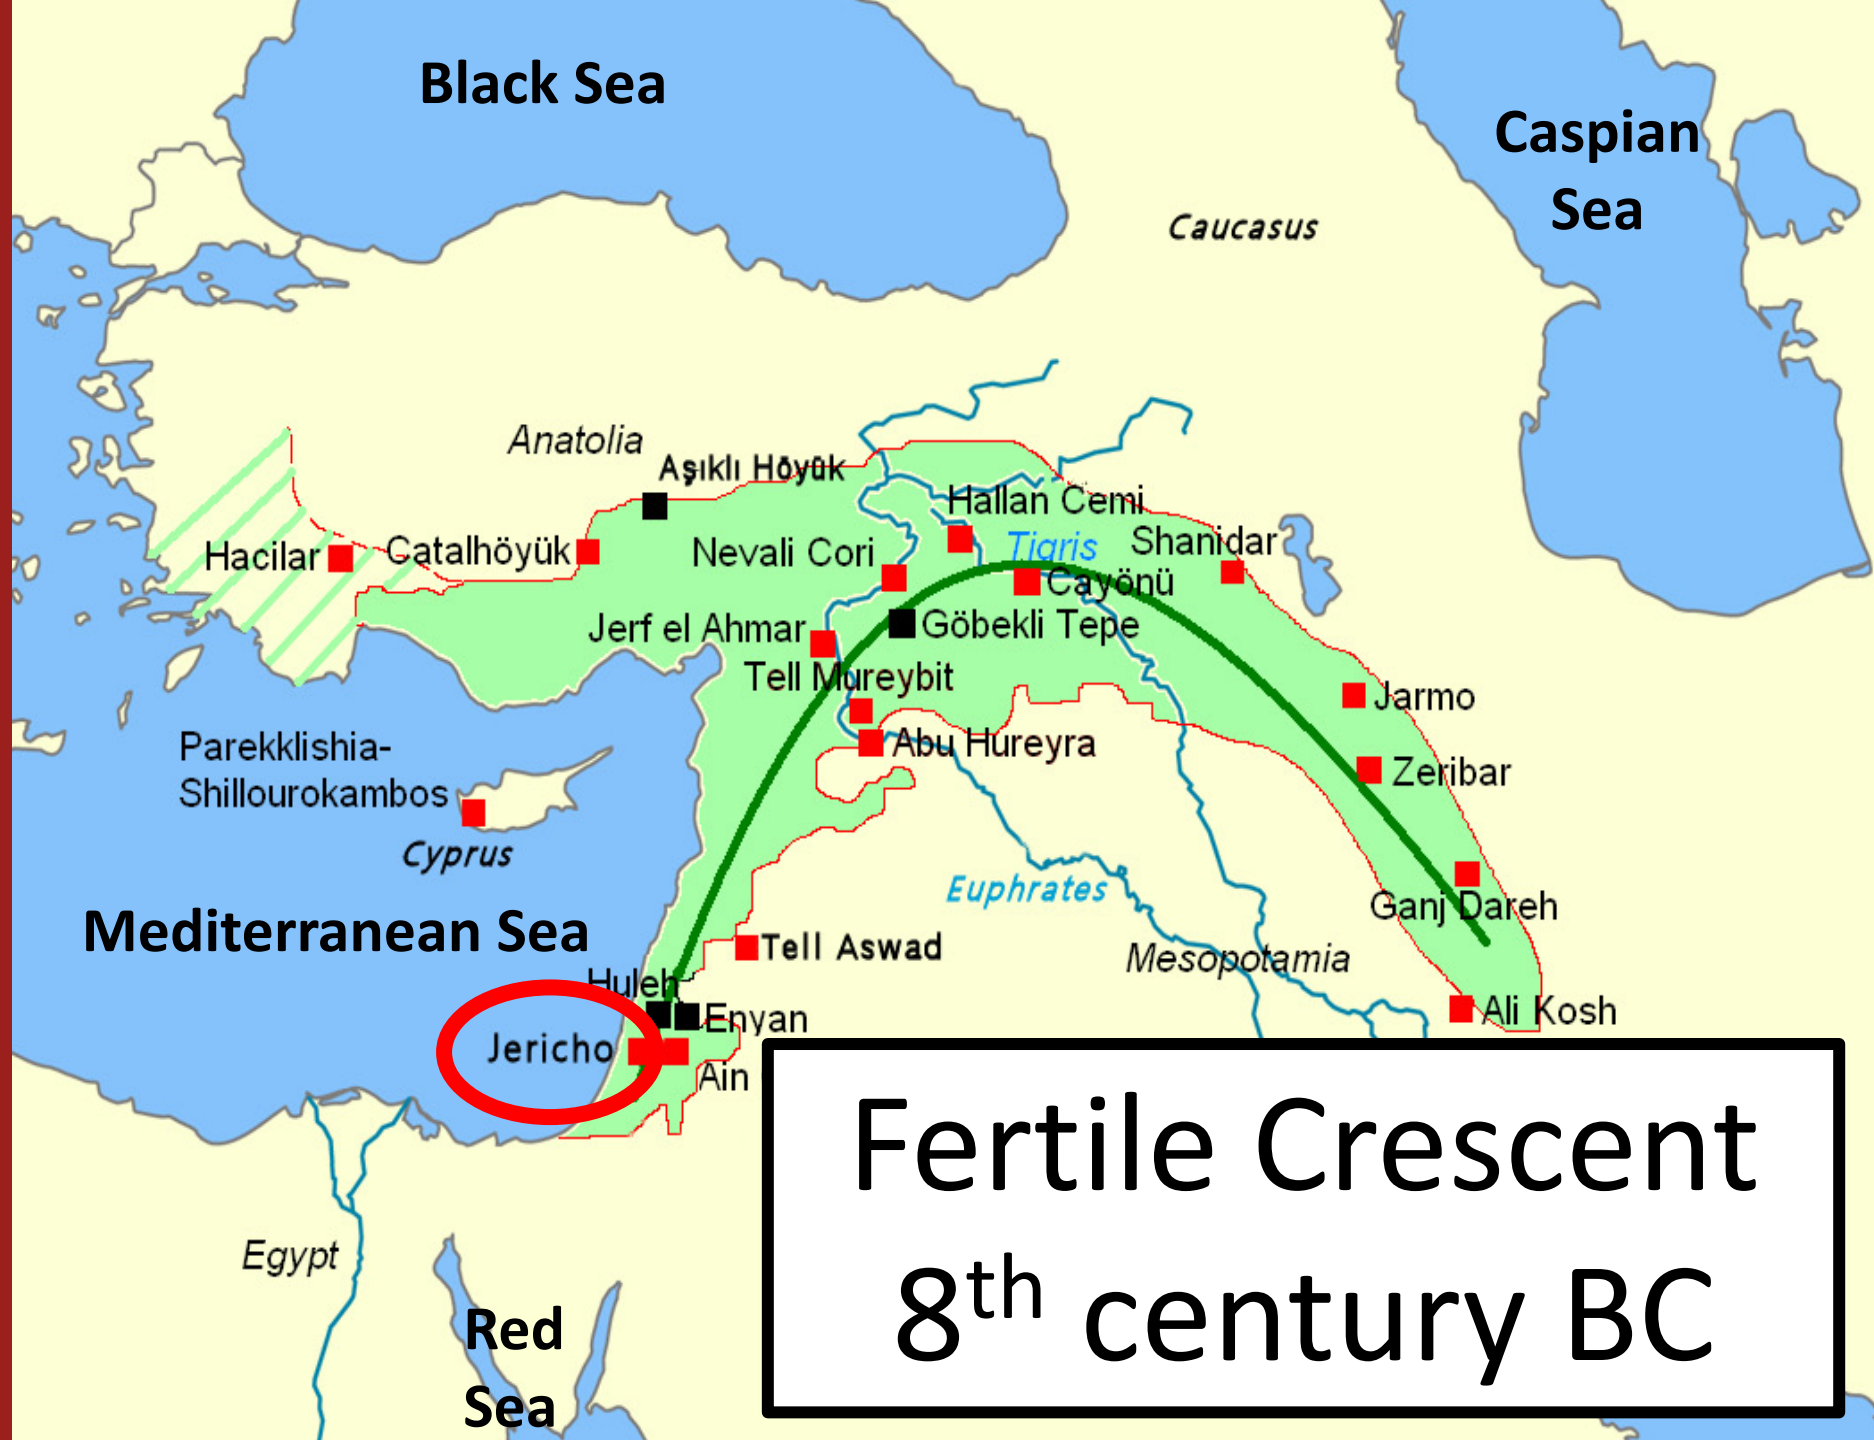 Black Sea
Caspian
Sea
Caucasus
Anatolia
Aşıklı Höyük
Hallan Cemi
Hacilar
Catalhöyük
Nevali Cori
Tigris
Shanidar
Cayönü
Jerf el Ahmar
Göbekli Tepe
Tell Mureybit
Jarmo
Parekklishia-
Shillourokambos
Abu Hureyra
Zeribar
Cyprus
Euphrates
Ganj Dareh
Mediterranean Sea
Tell Aswad
Mesopotamia
Huleh
Enyan
Ali Kosh
Jericho
Ain
Fertile Crescent
8th century BC
Egypt
Red
Sea